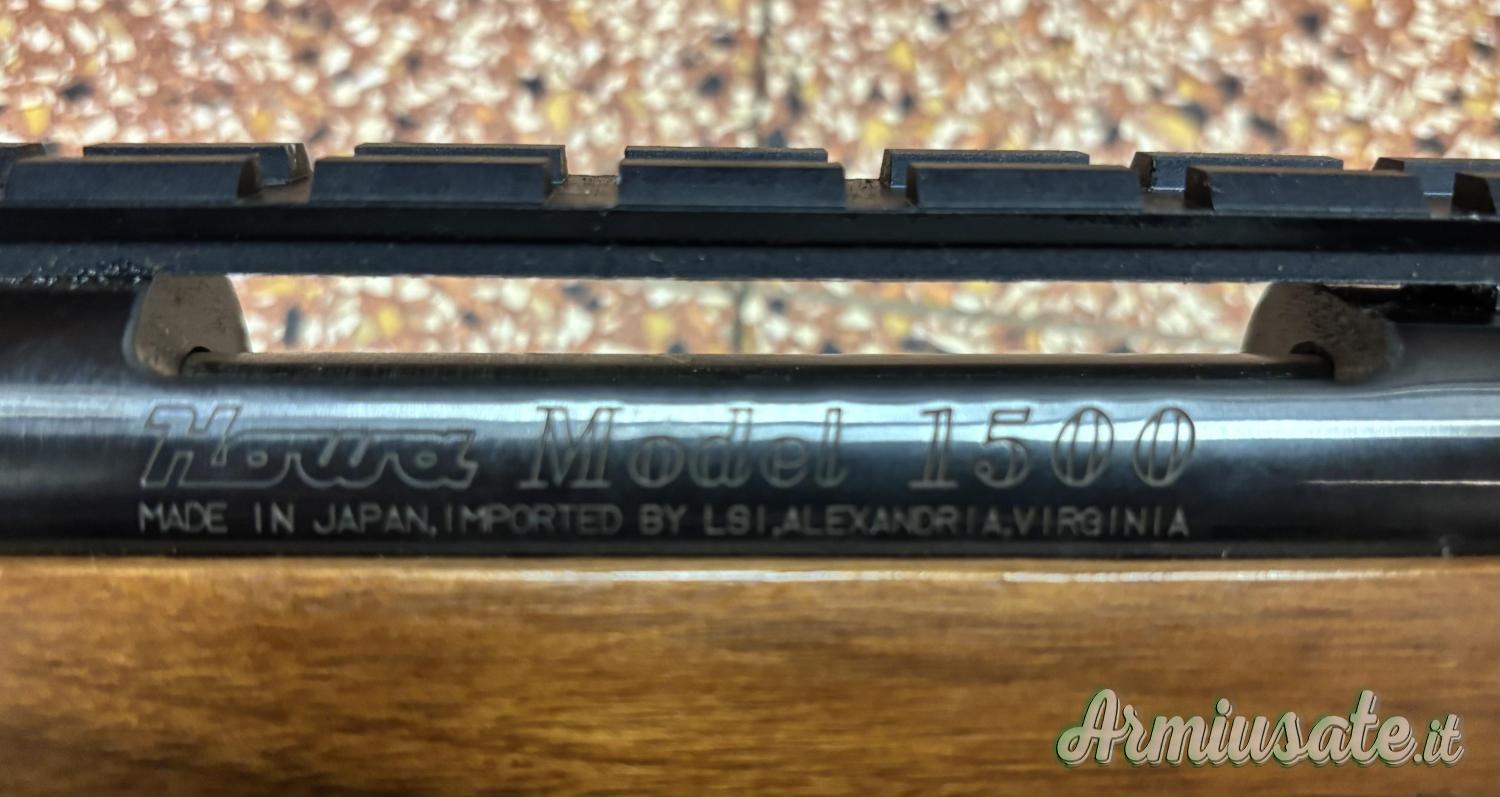 Howa Model 1500
MADE IN JAPAN, IMPORTED BY LSI, ALEXANDRIA, VIRGINIA
Armiusate.it